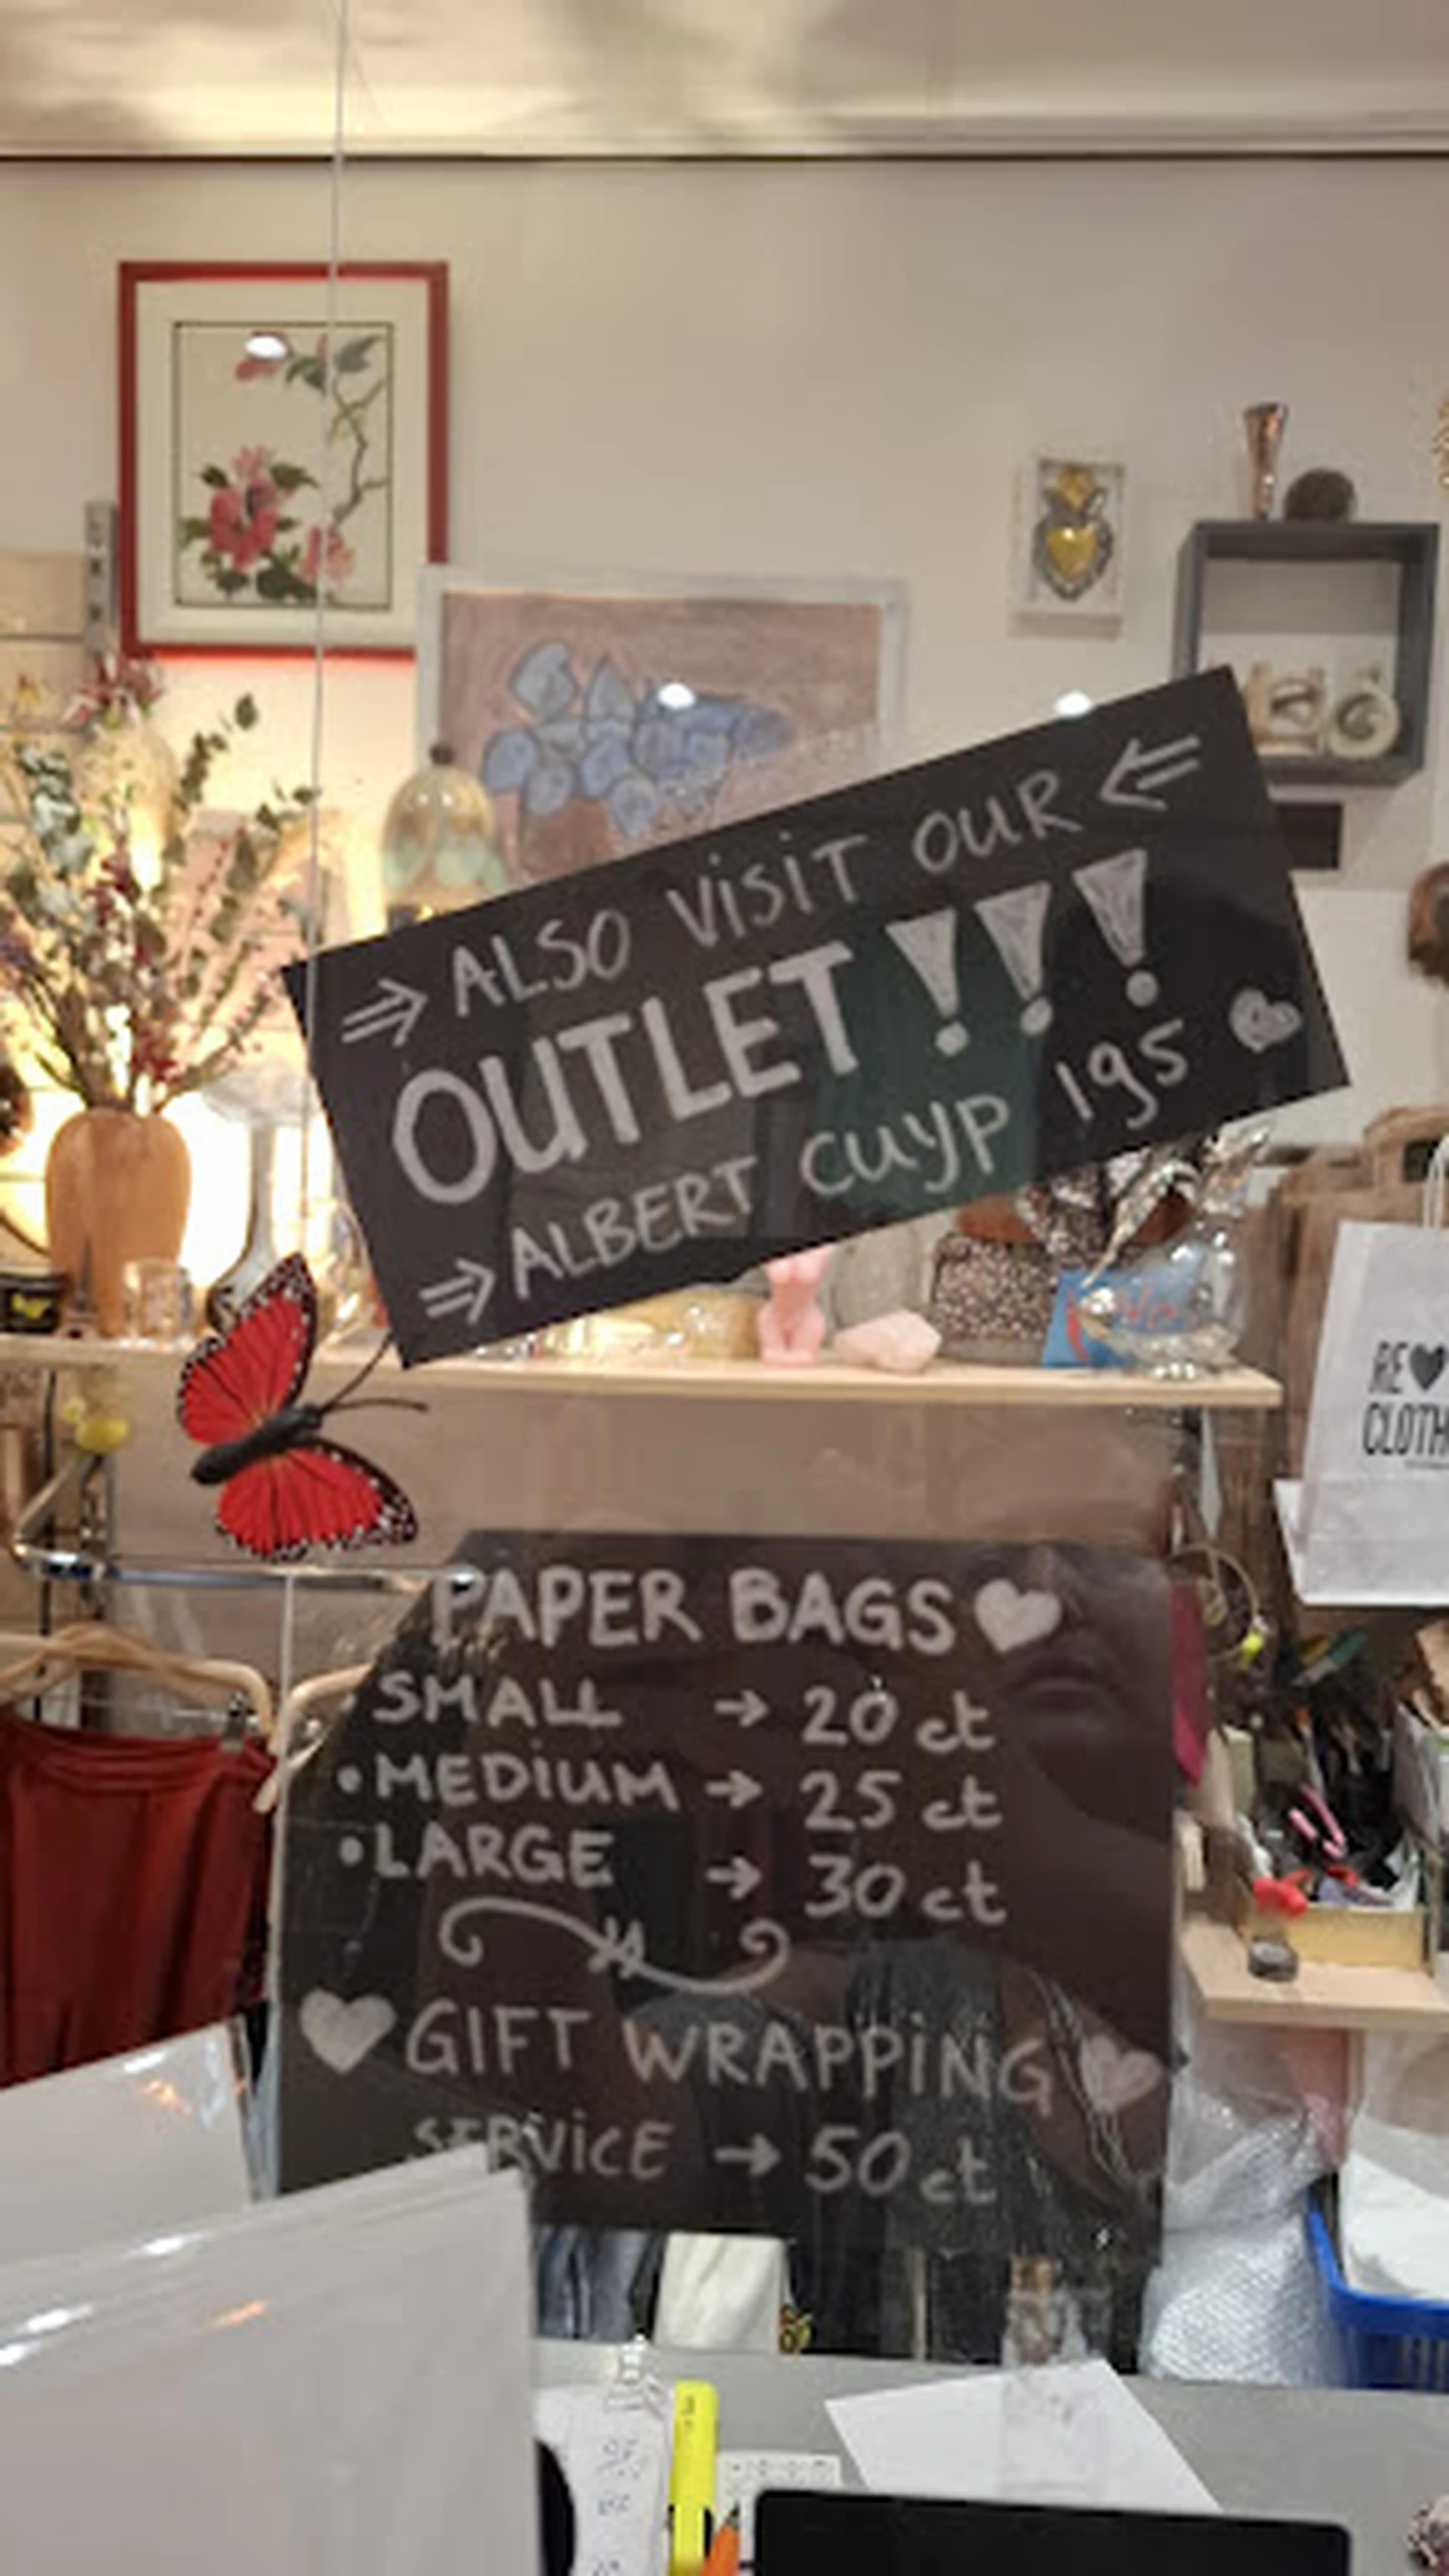 ⇒ ALSO VISIT OUR ⇐
OUTLET!!!
⇒ ALBERT CUYP 195 ♥
RE♥
CLOTH
PAPER BAGS ♥
SMALL → 20 ct
• MEDIUM → 25 ct
• LARGE → 30 ct
♥ GIFT WRAPPING ♥
SERVICE → 50 ct